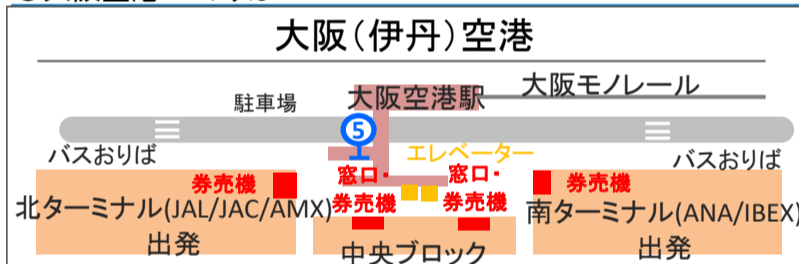 大阪(伊丹)空港
大阪モノレール
大阪空港駅
駐車場
5
エレベーター
バスおりば
バスおりば
券売機
窓口・
券売機
窓口・
券売機
券売機
北ターミナル(JAL/JAC/AMX)
出発
中央ブロック
南ターミナル(ANA/IBEX)
出発